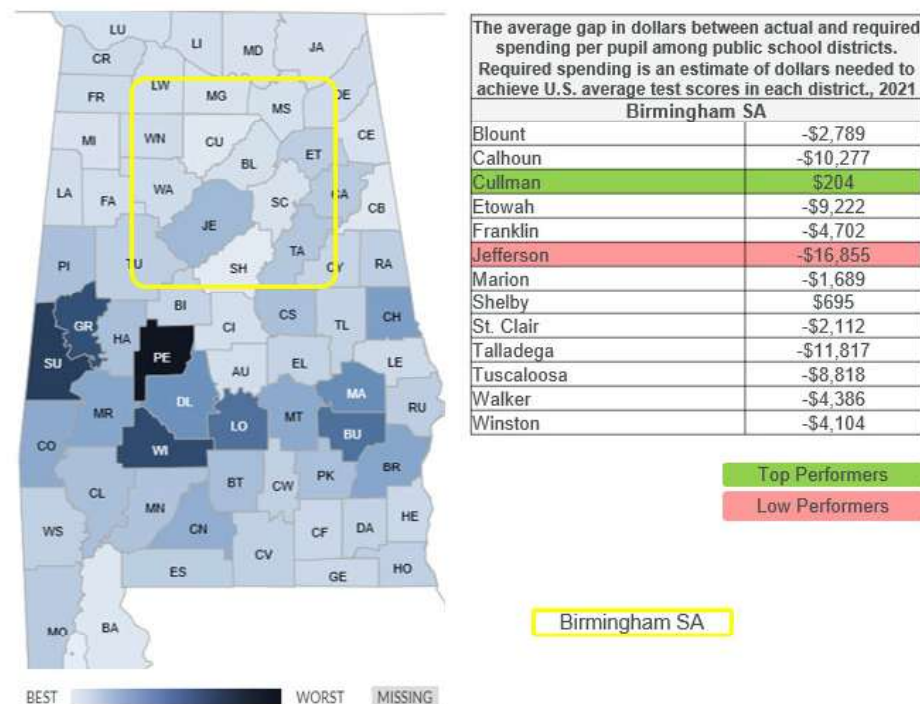 LU
LI
MD
JA
CR
LW
MG
MS
DE
FR
MI
WN
CU
ET
CE
BL
LA
FA
WA
SC
CA
CB
JE
TA
PI
TU
SH
CY
RA
BI
GR
HA
CI
CS
TL
CH
SU
PE
AU
EL
LE
MR
DL
LO
MT
MA
RU
CO
WI
BU
BR
CL
BT
CW
PK
MN
WS
CN
CF
DA
HE
CV
ES
GE
HO
MO
BA
BEST WORST MISSING
The average gap in dollars between actual and required
spending per pupil among public school districts.
Required spending is an estimate of dollars needed to
achieve U.S. average test scores in each district., 2021
Birmingham SA
Blount -$2,789
Calhoun -$10,277
Cullman $204
Etowah -$9,222
Franklin -$4,702
Jefferson -$16,855
Marion -$1,689
Shelby $695
St. Clair -$2,112
Talladega -$11,817
Tuscaloosa -$8,818
Walker -$4,386
Winston -$4,104
Top Performers
Low Performers
Birmingham SA